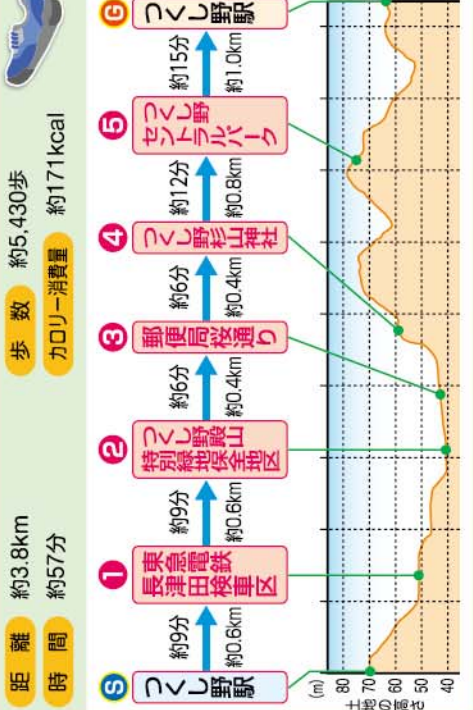 距離 約3.8km
歩数 約5,430歩
時間 約57分
カロリー消費量 約171kcal
S
つくし野駅
約9分
約0.6km
1
東急電鉄
長津田検車区
約9分
約0.6km
2
つくし野殿山
特別緑地保全地区
約6分
約0.4km
3
郵便局桜通り
約6分
約0.4km
4
つくし野杉山神社
約12分
約0.8km
5
つくし野
セントラルパーク
約15分
約1.0km
G
つくし野駅
(m)
80
70
60
50
40
土地の高さ